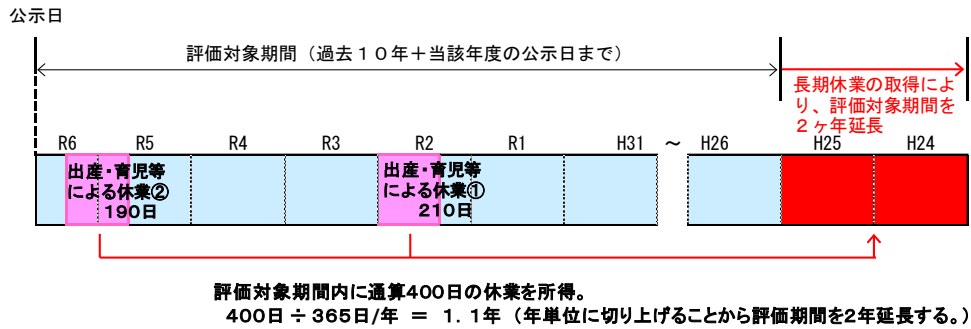 公示日
評価対象期間（過去１０年＋当該年度の公示日まで）
長期休業の取得によ
り、評価対象期間を
２ヶ年延長
R6 R5 R4 R3 R2 R1 H31 ～ H26 H25 H24
出産・育児等
による休業②
190日
出産・育児等
による休業①
210日
評価対象期間内に通算400日の休業を所得。
400日 ÷ 365日/年 ＝ 1. 1年 （年単位に切り上げることから評価期間を2年延長する。）